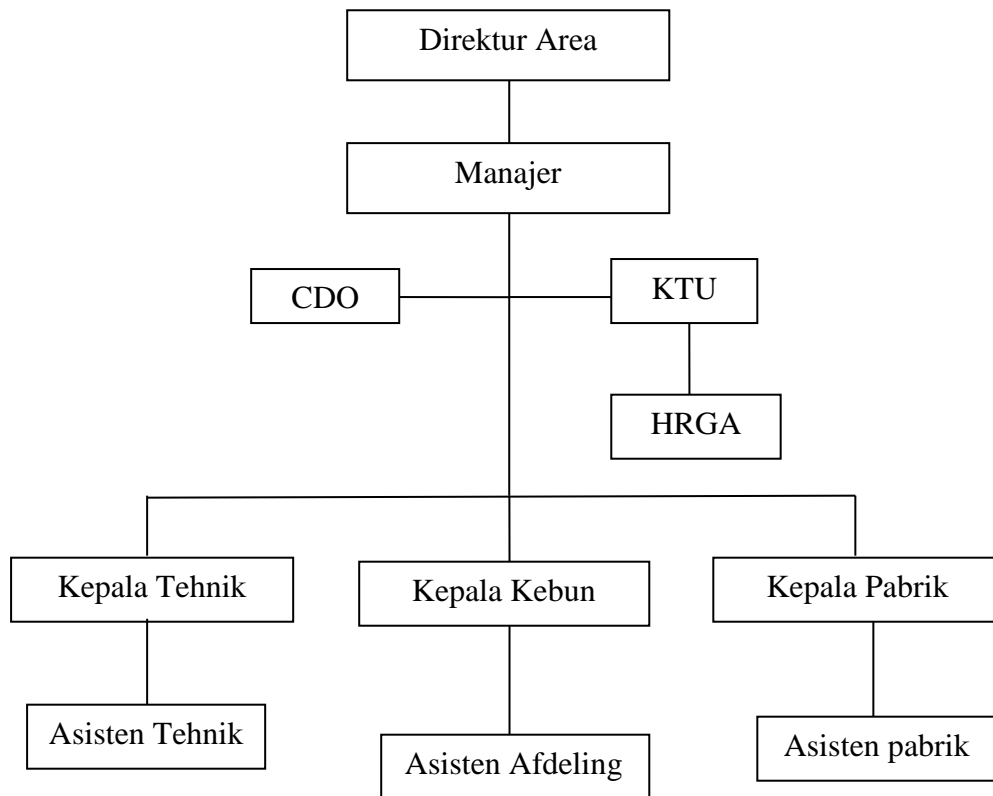 Direktur Area
Manajer
CDO
KTU
HRGA
Kepala Tehnik
Kepala Kebun
Kepala Pabrik
Asisten Tehnik
Asisten Afdeling
Asisten pabrik